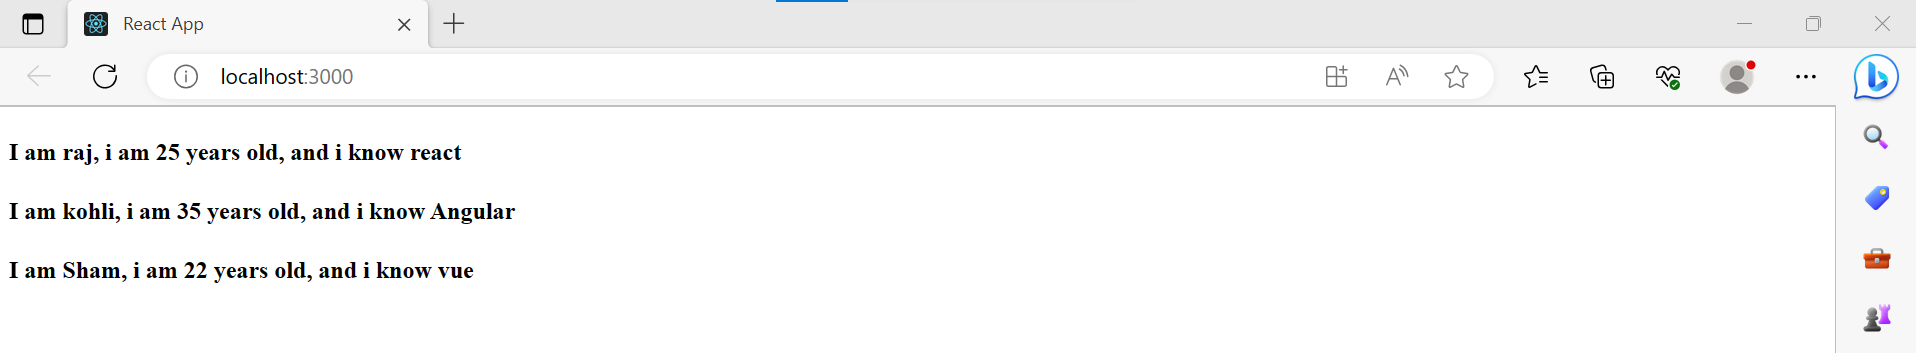 React App
localhost:3000
I am raj, i am 25 years old, and i know react
I am kohli, i am 35 years old, and i know Angular
I am Sham, i am 22 years old, and i know vue